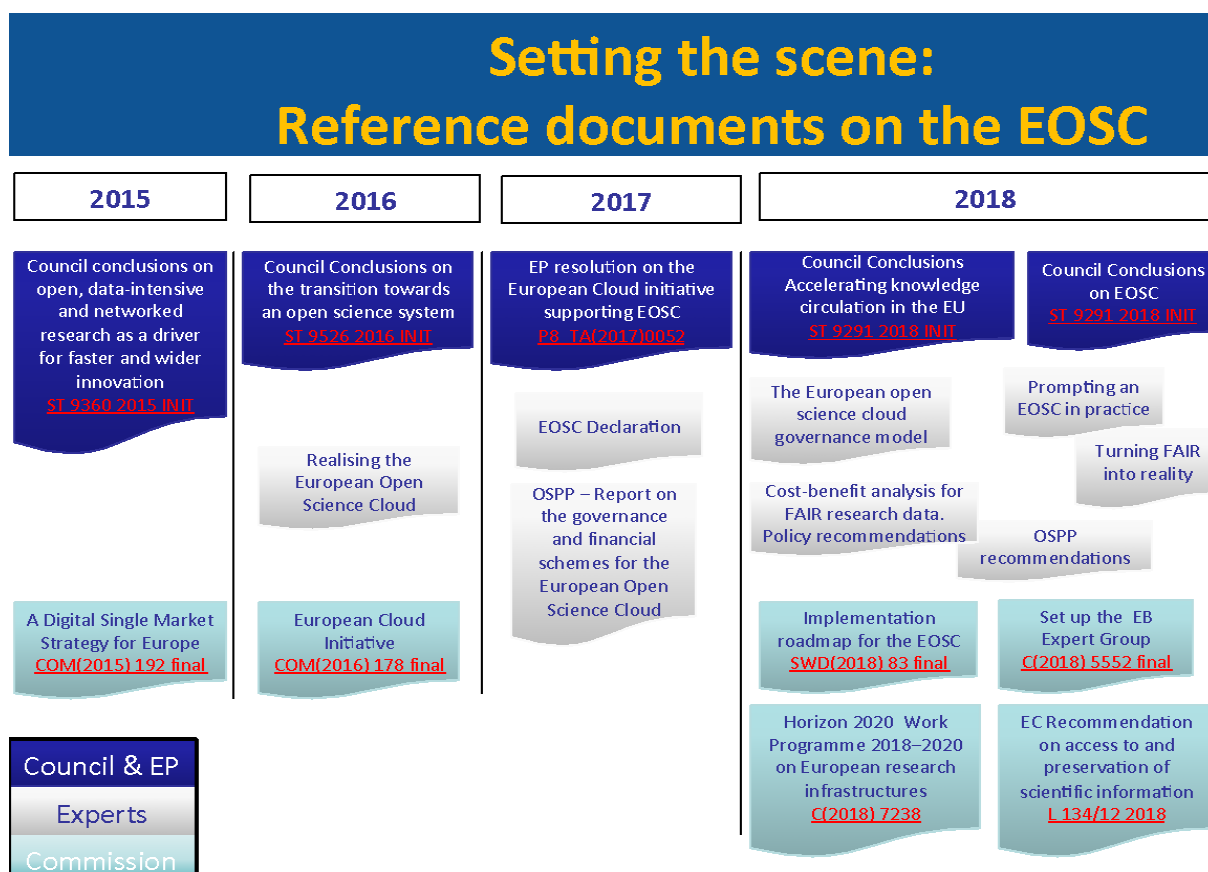 Setting the scene:
Reference documents on the EOSC
2015
2016
2017
2018
Council conclusions on
open, data-intensive
and networked
research as a driver
for faster and wider
innovation
ST 9360 2015 INIT
A Digital Single Market
Strategy for Europe
COM(2015) 192 final
Council Conclusions on
the transition towards
an open science system
ST 9526 2016 INIT
Realising the
European Open
Science Cloud
European Cloud
Initiative
COM(2016) 178 final
EP resolution on the
European Cloud initiative
supporting EOSC
P8_TA(2017)0052
EOSC Declaration
OSPP – Report on
the governance
and financial
schemes for the
European Open
Science Cloud
Council Conclusions
Accelerating knowledge
circulation in the EU
ST 9291 2018 INIT
Council Conclusions
on EOSC
ST 9291 2018 INIT
The European open
science cloud
governance model
Prompting an
EOSC in practice
Turning FAIR
into reality
Cost-benefit analysis for
FAIR research data.
Policy recommendations
OSPP
recommendations
Implementation
roadmap for the EOSC
SWD(2018) 83 final
Set up the EB
Expert Group
C(2018) 5552 final
Horizon 2020 Work
Programme 2018–2020
on European research
infrastructures
C(2018) 7238
EC Recommendation
on access to and
preservation of
scientific information
L 134/12 2018
Council & EP
Experts
Commission